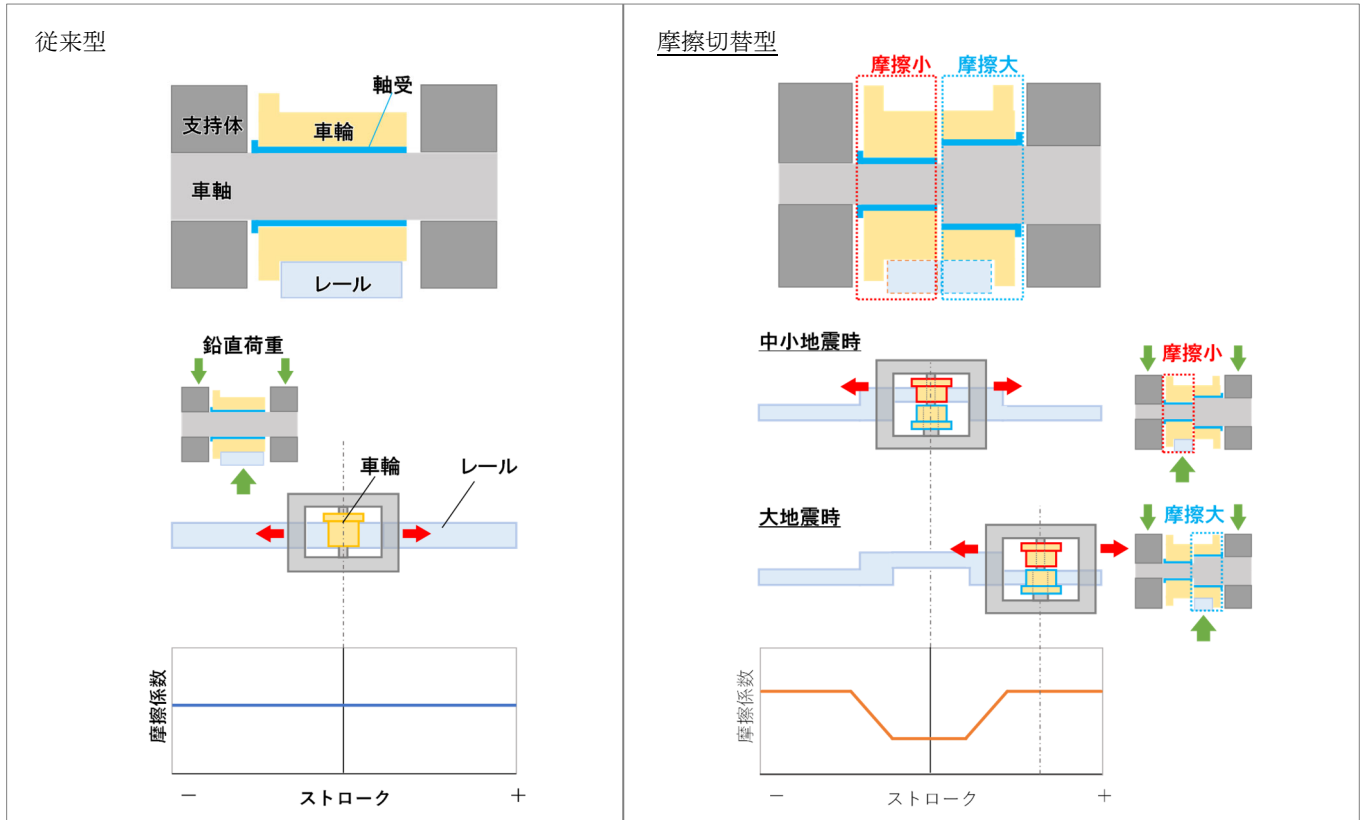 従来型
軸受
支持体
車輪
車軸
レール
鉛直荷重
車輪
レール
摩擦係数
－
ストローク
＋
摩擦切替型
摩擦小
摩擦大
中小地震時
摩擦小
大地震時
摩擦大
摩擦係数
－
ストローク
＋